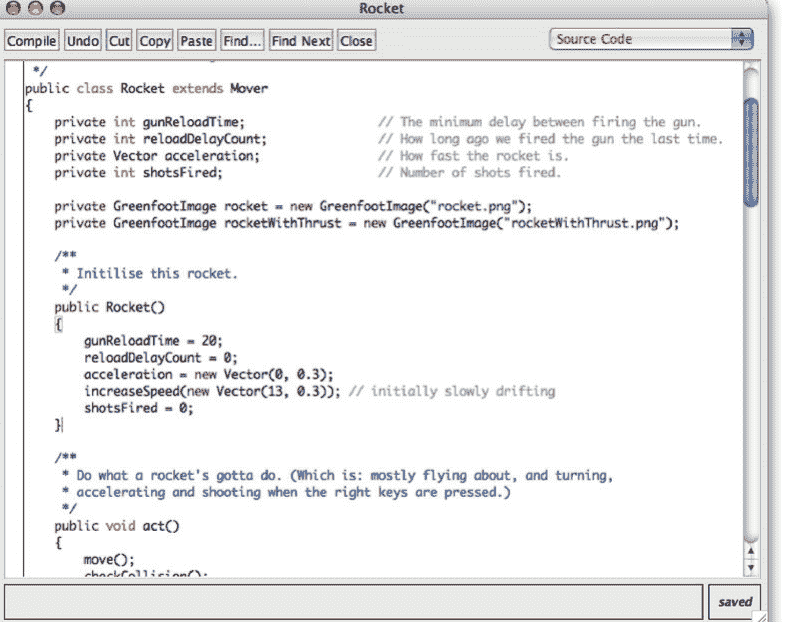 Rocket
Compile Undo Cut Copy Paste Find... Find Next Close Source Code
*/
public class Rocket extends Mover
{
private int gunReloadTime; // The minimum delay between firing the gun.
private int reloadDelayCount; // How long ago we fired the gun the last time.
private Vector acceleration; // How fast the rocket is.
private int shotsFired; // Number of shots fired.
private GreenfootImage rocket = new GreenfootImage("rocket.png");
private GreenfootImage rocketWithThrust = new GreenfootImage("rocketWithThrust.png");
/**
* Initilise this rocket.
*/
public Rocket()
{
gunReloadTime = 20;
reloadDelayCount = 0;
acceleration = new Vector(0, 0.3);
increaseSpeed(new Vector(13, 0.3)); // initially slowly drifting
shotsFired = 0;
}
/**
* Do what a rocket's gotta do. (Which is: mostly flying about, and turning,
* accelerating and shooting when the right keys are pressed.)
*/
public void act()
{
move();
checkCollision();
saved